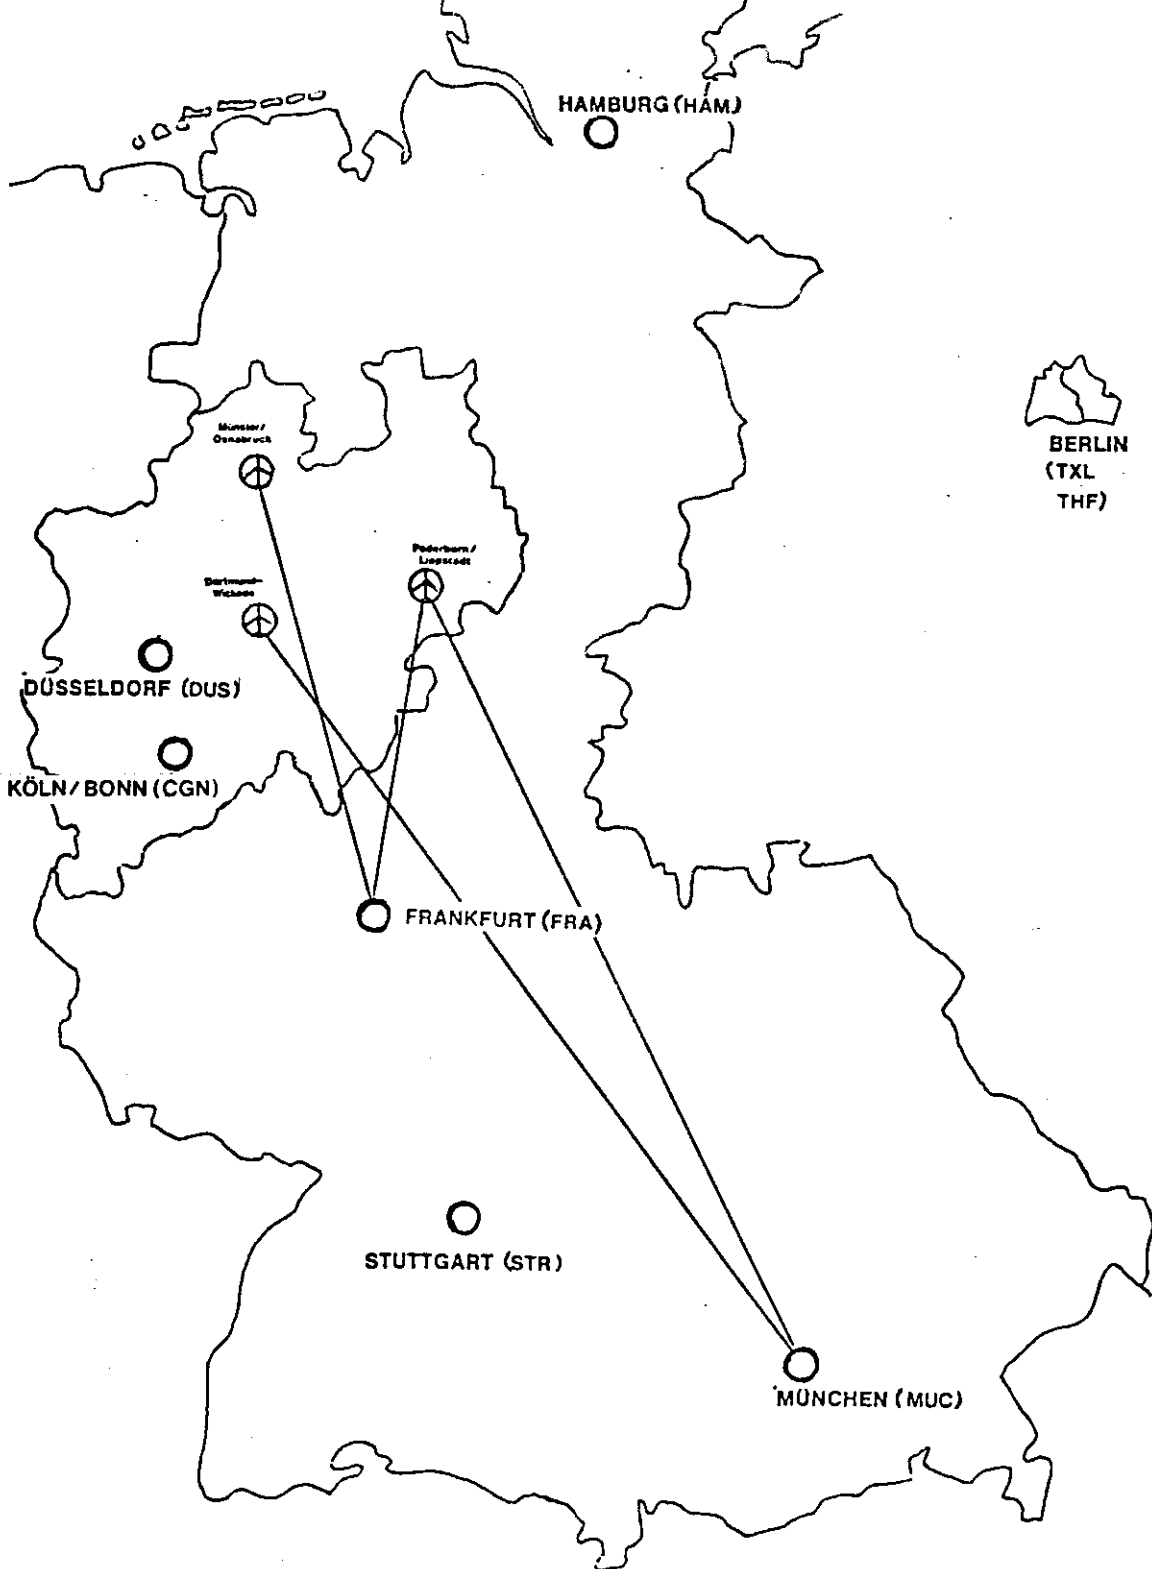 HAMBURG (HAM)
BERLIN
(TXL
THF)
Münster/
Osnabruck
Paderborn/
Lippstadt
Dortmund-
Wickede
DÜSSELDORF (DUS)
KÖLN/BONN (CGN)
FRANKFURT (FRA)
STUTTGART (STR)
MÜNCHEN (MUC)